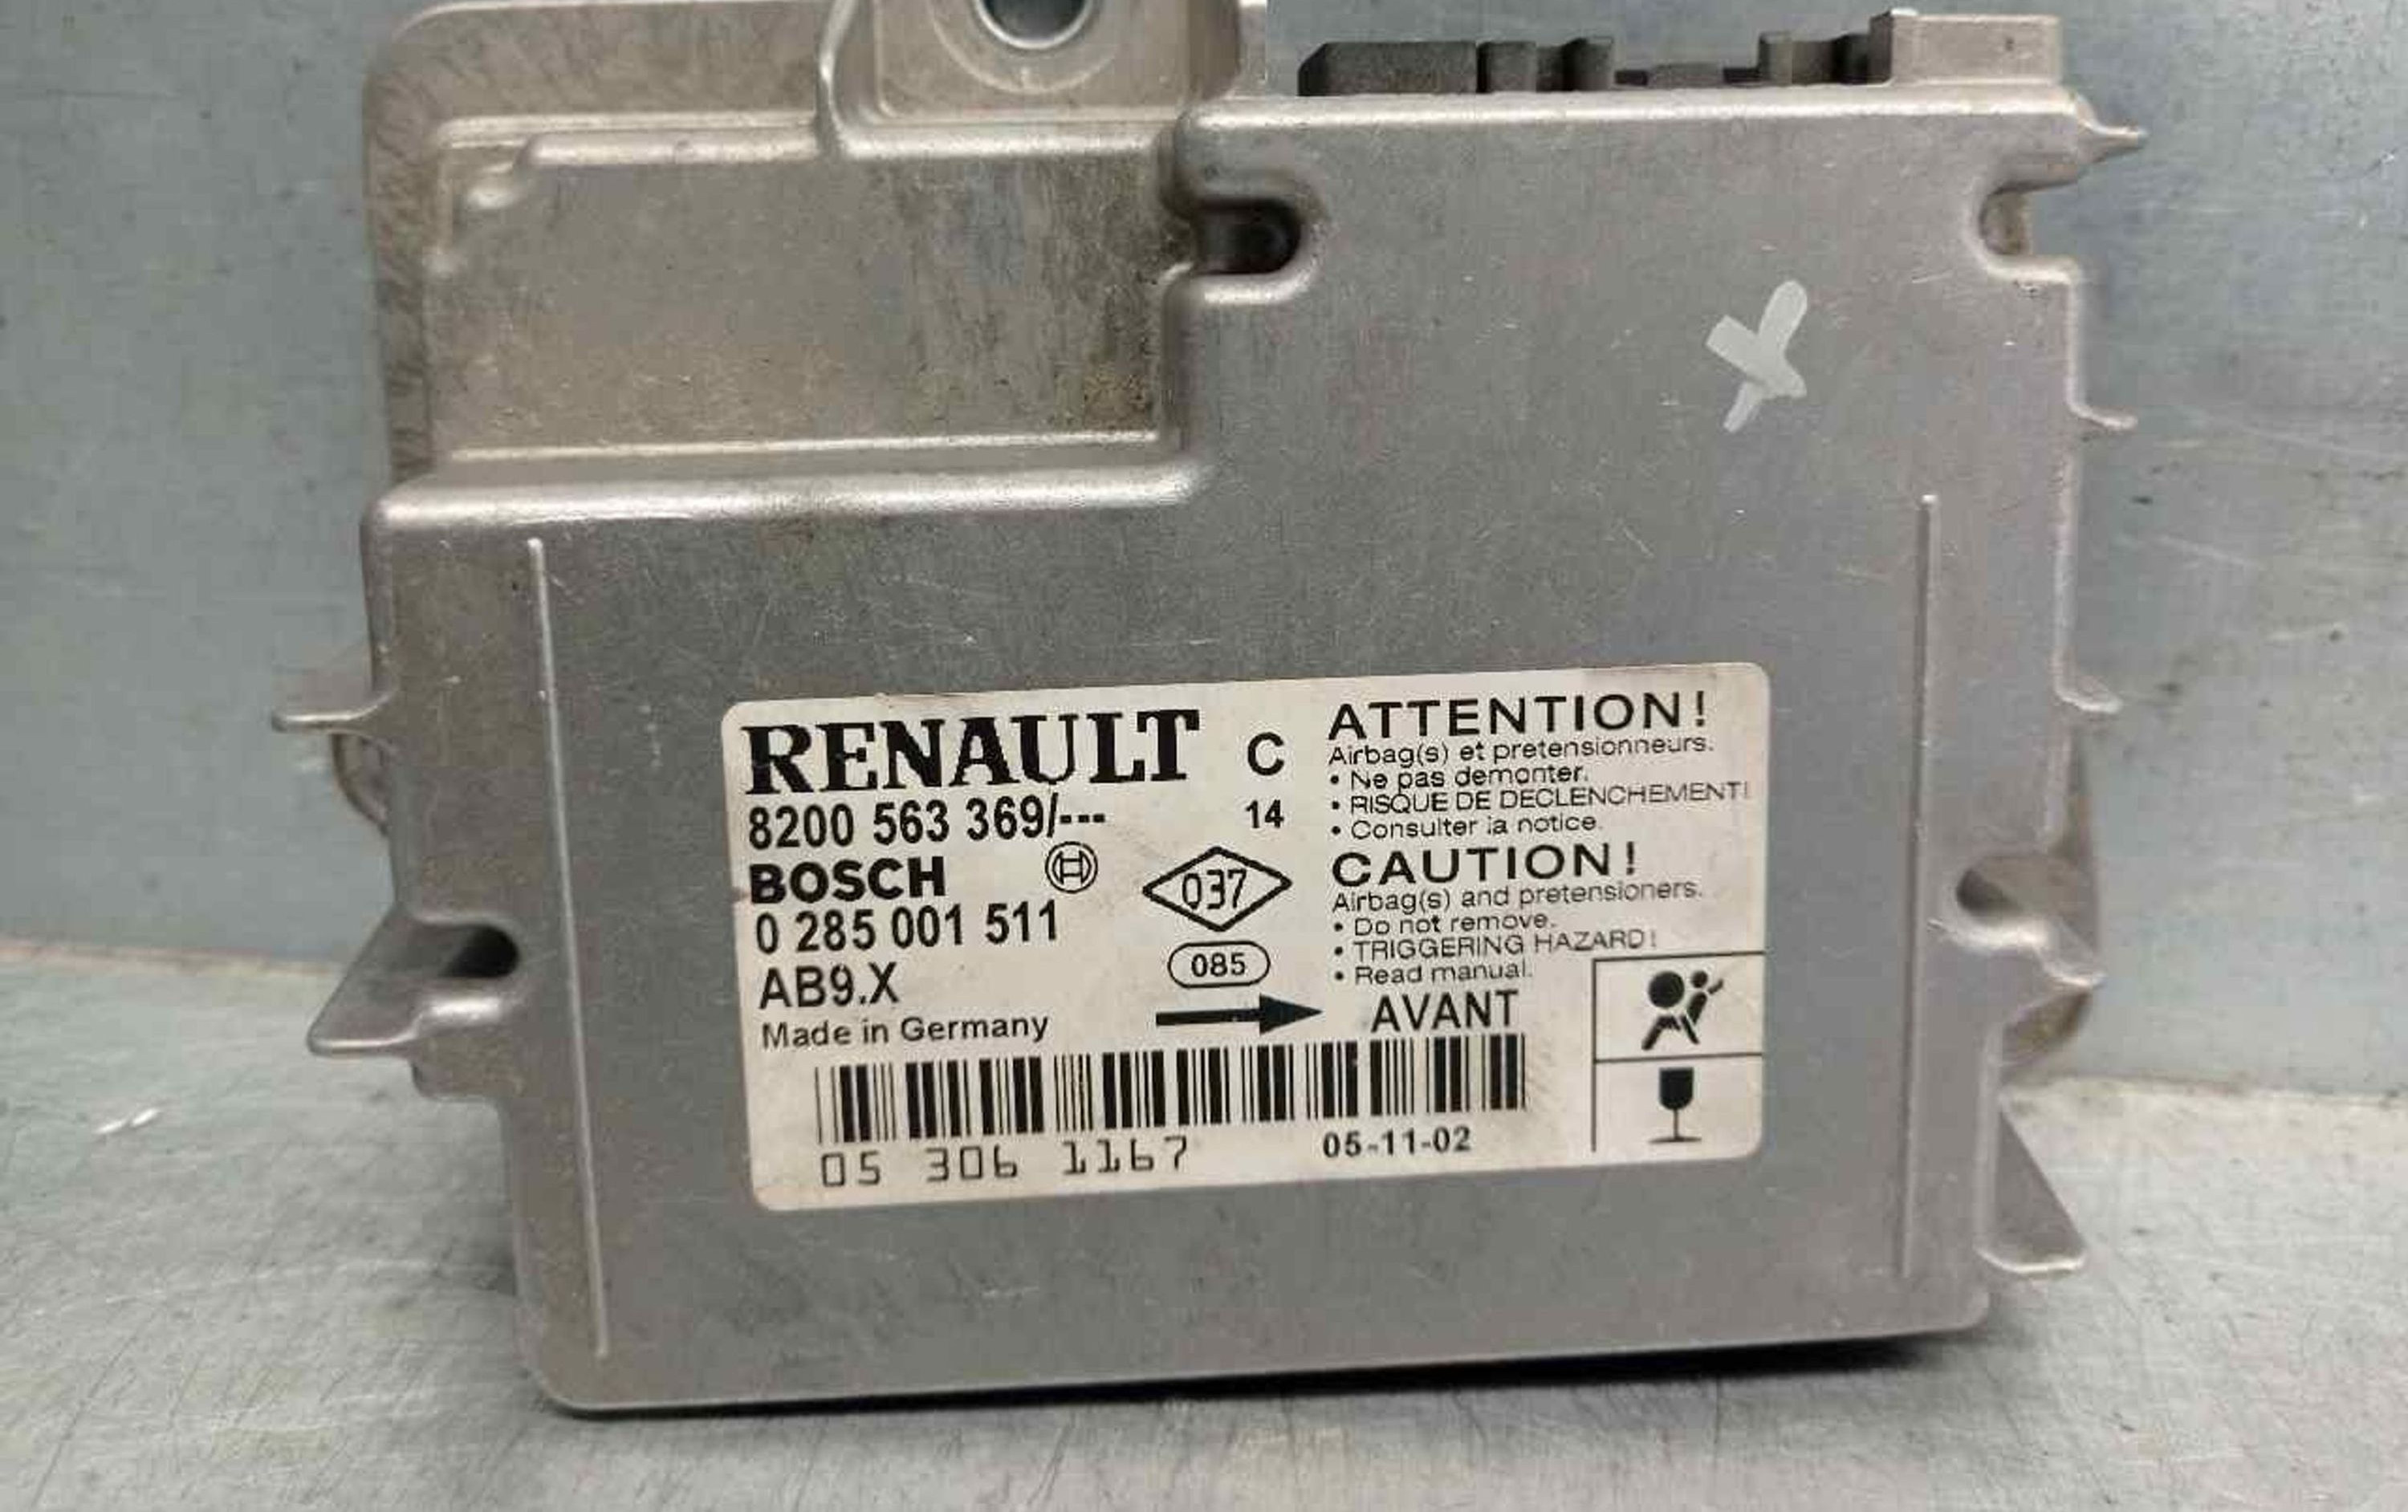 RENAULT C
8200 563 369/--- 14
BOSCH
037
0 285 001 511
085
AB9.X
Made in Germany
ATTENTION!
Airbag(s) et pretensionneurs.
• Ne pas demonter.
• RISQUE DE DECLENCHEMENT!
• Consulter la notice.
CAUTION!
Airbag(s) and pretensioners.
• Do not remove.
• TRIGGERING HAZARD!
• Read manual.
AVANT
05 306 1167 05-11-02